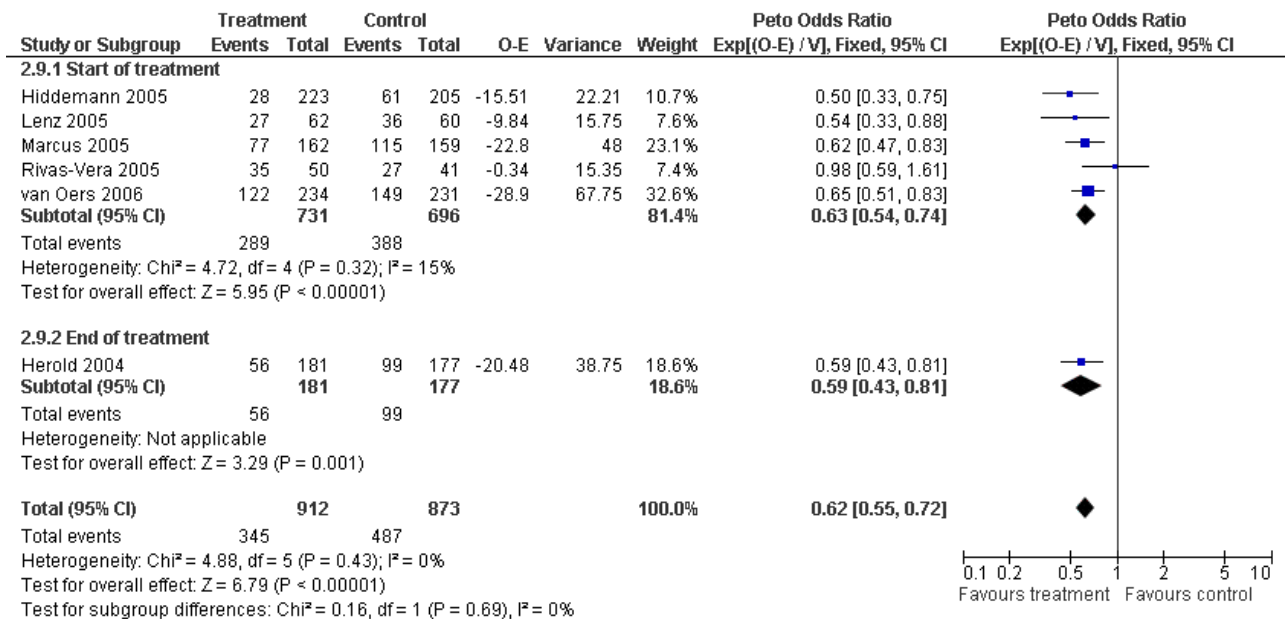 Treatment Control Peto Odds Ratio Peto Odds Ratio
Study or Subgroup Events Total Events Total O-E Variance Weight Exp[(O-E) / V], Fixed, 95% CI Exp[(O-E) / V], Fixed, 95% CI
2.9.1 Start of treatment
Hiddemann 2005 28 223 61 205 -15.51 22.21 10.7% 0.50 [0.33, 0.75]
Lenz 2005 27 62 36 60 -9.84 15.75 7.6% 0.54 [0.33, 0.88]
Marcus 2005 77 162 115 159 -22.8 48 23.1% 0.62 [0.47, 0.83]
Rivas-Vera 2005 35 50 27 41 -0.34 15.35 7.4% 0.98 [0.59, 1.61]
van Oers 2006 122 234 149 231 -28.9 67.75 32.6% 0.65 [0.51, 0.83]
Subtotal (95% CI) 731 696 81.4% 0.63 [0.54, 0.74]
Total events 289 388
Heterogeneity: Chi² = 4.72, df = 4 (P = 0.32); I² = 15%
Test for overall effect: Z = 5.95 (P < 0.00001)
2.9.2 End of treatment
Herold 2004 56 181 99 177 -20.48 38.75 18.6% 0.59 [0.43, 0.81]
Subtotal (95% CI) 181 177 18.6% 0.59 [0.43, 0.81]
Total events 56 99
Heterogeneity: Not applicable
Test for overall effect: Z = 3.29 (P = 0.001)
Total (95% CI) 912 873 100.0% 0.62 [0.55, 0.72]
Total events 345 487
Heterogeneity: Chi² = 4.88, df = 5 (P = 0.43); I² = 0%
Test for overall effect: Z = 6.79 (P < 0.00001)
Test for subgroup differences: Chi² = 0.16, df = 1 (P = 0.69), I² = 0%
0.1 0.2 0.5 1 2 5 10
Favours treatment Favours control